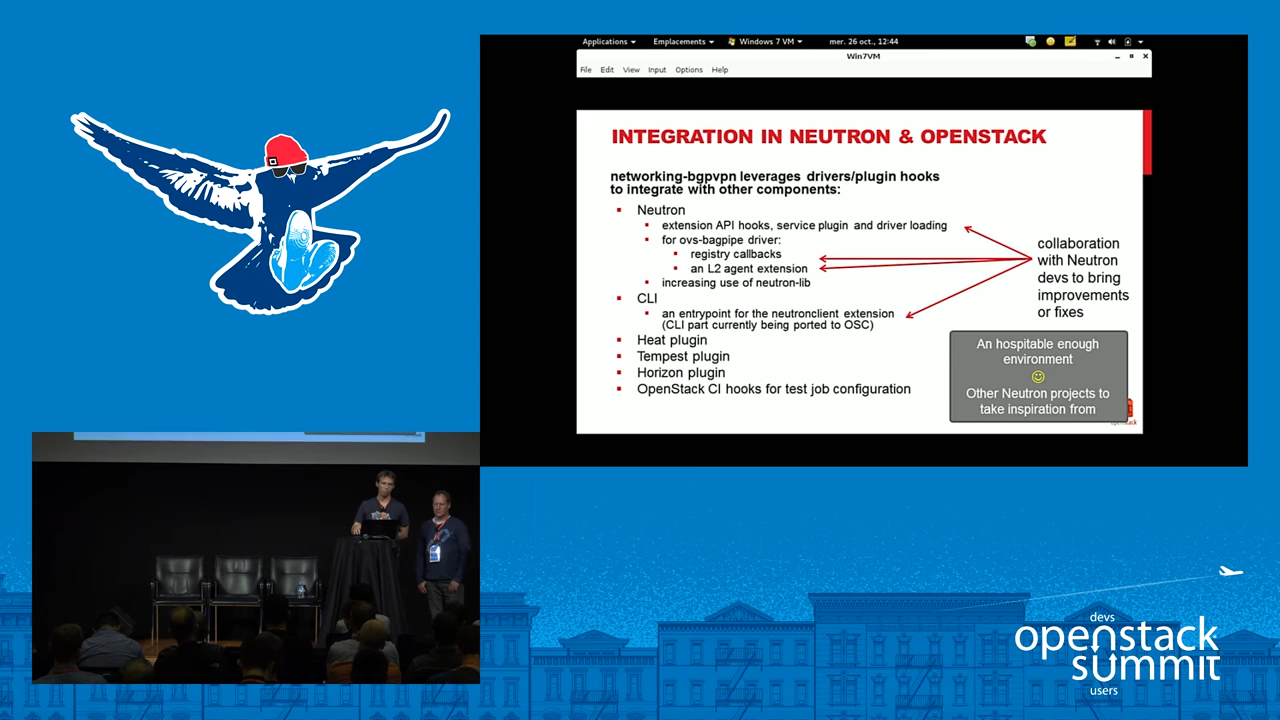 Applications Emplacements Windows 7 VM mer. 26 oct., 12:44
Win7VM
File Edit View Input Options Help
INTEGRATION IN NEUTRON & OPENSTACK
networking-bgpvpn leverages drivers/plugin hooks
to integrate with other components:
Neutron
extension API hooks, service plugin and driver loading
for ovs-bagpipe driver:
registry callbacks
an L2 agent extension
increasing use of neutron-lib
CLI
an entrypoint for the neutronclient extension
(CLI part currently being ported to OSC)
Heat plugin
Tempest plugin
Horizon plugin
OpenStack CI hooks for test job configuration
collaboration
with Neutron
devs to bring
improvements
or fixes
An hospitable enough
environment
Other Neutron projects to
take inspiration from
openstack
devs
openstack
summit
users